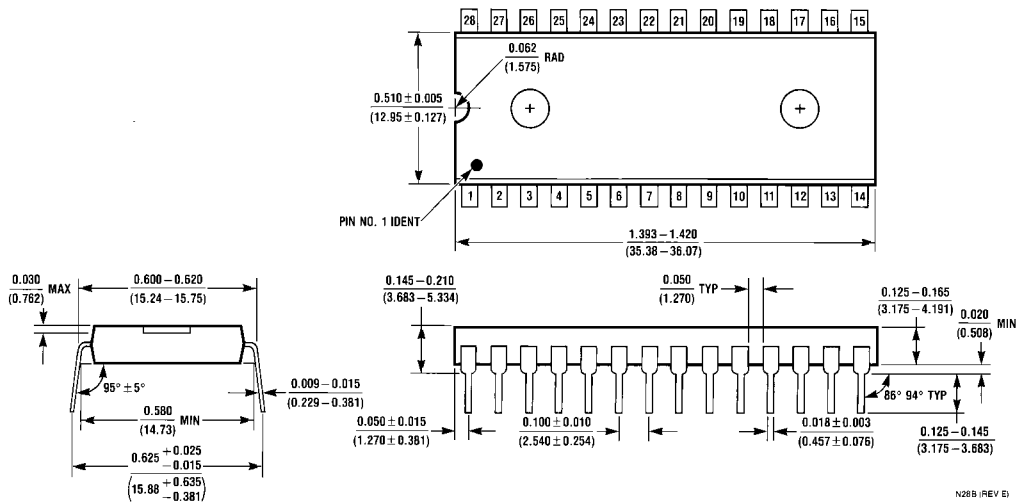 28 27 26 25 24 23 22 21 20 19 18 17 16 15
0.062
(1.575)
RAD
0.510 ± 0.005
(12.95 ± 0.127)
PIN NO. 1 IDENT
1 2 3 4 5 6 7 8 9 10 11 12 13 14
1.393 – 1.420
(35.38 – 36.07)
0.030
(0.762)
MAX
0.600 – 0.620
(15.24 – 15.75)
95° ± 5°
0.580
(14.73)
MIN
0.009 – 0.015
(0.229 – 0.381)
0.625 +0.025 -0.015
(15.88 +0.635 -0.381)
0.145 – 0.210
(3.683 – 5.334)
0.050
(1.270)
TYP
0.125 – 0.165
(3.175 – 4.191)
0.020
(0.508)
MIN
86° 94° TYP
0.050 ± 0.015
(1.270 ± 0.381)
0.100 ± 0.010
(2.540 ± 0.254)
0.018 ± 0.003
(0.457 ± 0.076)
0.125 – 0.145
(3.175 – 3.683)
N28B (REV E)